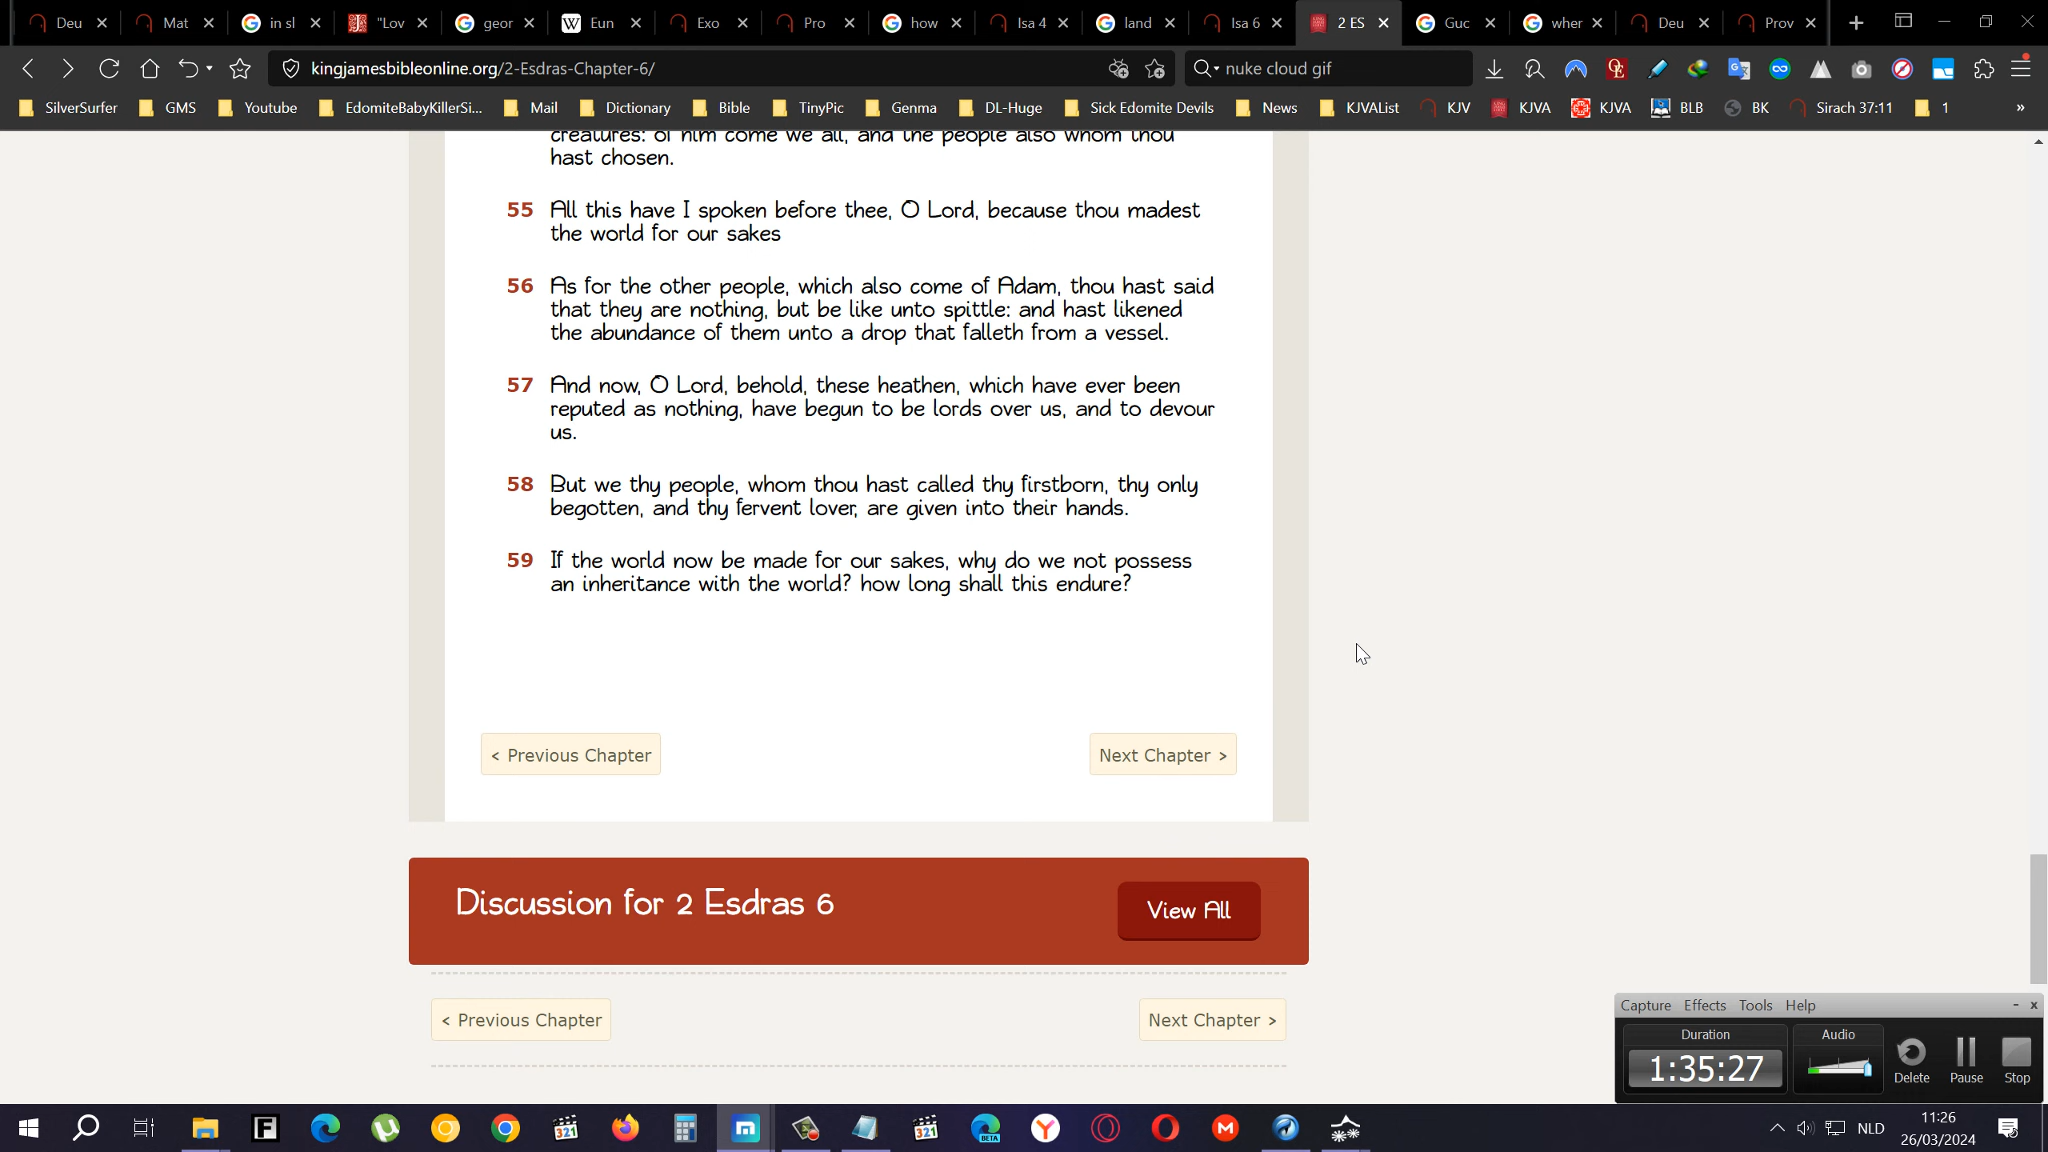 Deu
Mat
in sl
"Lov
geor
Eun
Exo
Pro
how
Isa 4
land
Isa 6
2 ES
Guc
wher
Deu
Prov
kingjamesbibleonline.org/2-Esdras-Chapter-6/
nuke cloud gif
SilverSurfer
GMS
Youtube
EdomiteBabyKillerSi...
Mail
Dictionary
Bible
TinyPic
Genma
DL-Huge
Sick Edomite Devils
News
KJVAList
KJV
KJVA
KJVA
BLB
BK
Sirach 37:11
1
creatures: of him come we all, and the people also whom thou
hast chosen.
55 All this have I spoken before thee, O Lord, because thou madest
the world for our sakes
56 As for the other people, which also come of Adam, thou hast said
that they are nothing, but be like unto spittle: and hast likened
the abundance of them unto a drop that falleth from a vessel.
57 And now, O Lord, behold, these heathen, which have ever been
reputed as nothing, have begun to be lords over us, and to devour
us.
58 But we thy people, whom thou hast called thy firstborn, thy only
begotten, and thy fervent lover, are given into their hands.
59 If the world now be made for our sakes, why do we not possess
an inheritance with the world? how long shall this endure?
< Previous Chapter
Next Chapter >
Discussion for 2 Esdras 6
View All
< Previous Chapter
Next Chapter >
Capture Effects Tools Help
Duration
Audio
1:35:27
Delete
Pause
Stop
NLD
11:26
26/03/2024